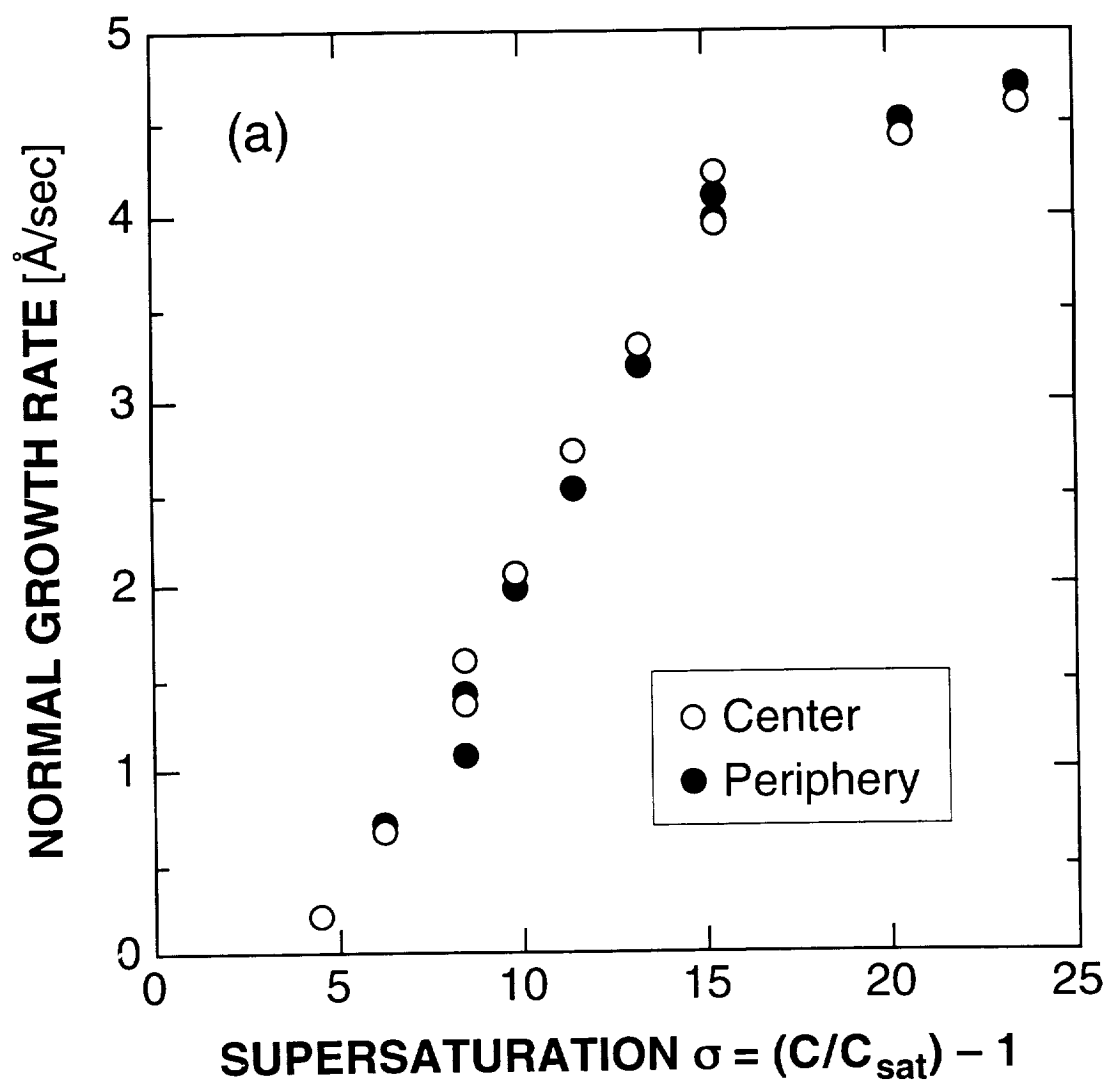 (a)
NORMAL GROWTH RATE [Å/sec]
5
4
3
2
1
0
○ Center
● Periphery
0 5 10 15 20 25
SUPERSATURATION σ = (C/Csat) – 1